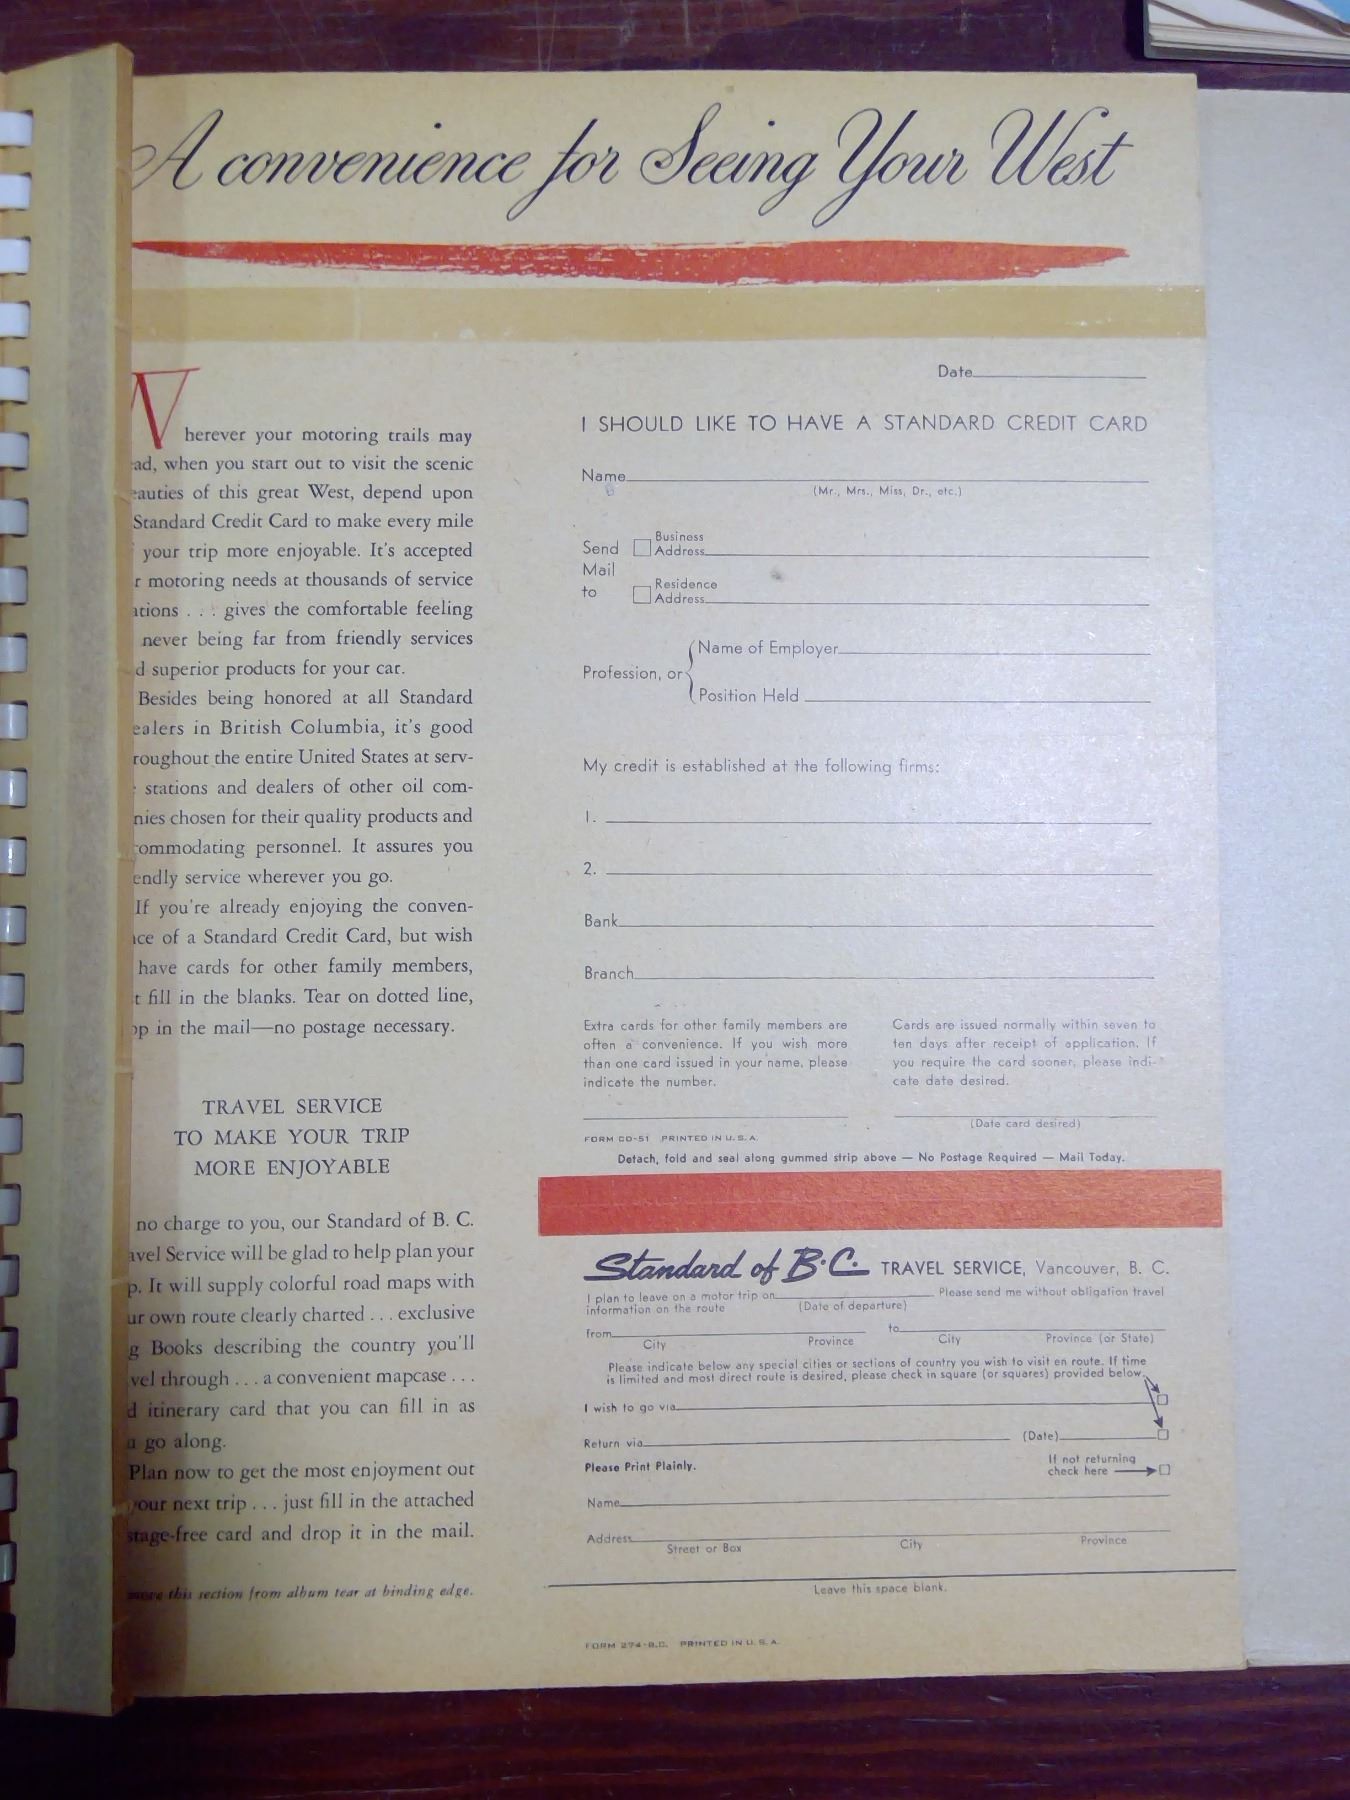 A convenience for Seeing Your West
Wherever your motoring trails may
ead, when you start out to visit the scenic
eauties of this great West, depend upon
Standard Credit Card to make every mile
your trip more enjoyable. It's accepted
r motoring needs at thousands of service
ations . . . gives the comfortable feeling
never being far from friendly services
d superior products for your car.
Besides being honored at all Standard
ealers in British Columbia, it's good
roughout the entire United States at serv-
stations and dealers of other oil com-
nies chosen for their quality products and
commodating personnel. It assures you
endly service wherever you go.
If you're already enjoying the conven-
ce of a Standard Credit Card, but wish
have cards for other family members,
t fill in the blanks. Tear on dotted line,
op in the mail—no postage necessary.
TRAVEL SERVICE
TO MAKE YOUR TRIP
MORE ENJOYABLE
no charge to you, our Standard of B. C.
avel Service will be glad to help plan your
p. It will supply colorful road maps with
ur own route clearly charted . . . exclusive
g Books describing the country you'll
vel through . . . a convenient mapcase . . .
d itinerary card that you can fill in as
u go along.
Plan now to get the most enjoyment out
your next trip . . . just fill in the attached
stage-free card and drop it in the mail.
move this section from album tear at binding edge.
Date
I SHOULD LIKE TO HAVE A STANDARD CREDIT CARD
Name
(Mr., Mrs., Miss, Dr., etc.)
Send Mail to
Business Address
Residence Address
Profession, or
Name of Employer
Position Held
My credit is established at the following firms:
1.
2.
Bank
Branch
Extra cards for other family members are
often a convenience. If you wish more
than one card issued in your name, please
indicate the number.
Cards are issued normally within seven to
ten days after receipt of application. If
you require the card sooner, please indi-
cate date desired.
(Date card desired)
FORM CD-51 PRINTED IN U. S. A.
Detach, fold and seal along gummed strip above — No Postage Required — Mail Today.
Standard of B.C. TRAVEL SERVICE, Vancouver, B. C.
I plan to leave on a motor trip on Please send me without obligation travel
information on the route (Date of departure)
from to
City Province City Province (or State)
Please indicate below any special cities or sections of country you wish to visit en route. If time
is limited and most direct route is desired, please check in square (or squares) provided below.
I wish to go via
Return via (Date)
Please Print Plainly.
If not returning
check here
Name
Address
Street or Box City Province
Leave this space blank.
FORM 274-B.C. PRINTED IN U. S. A.